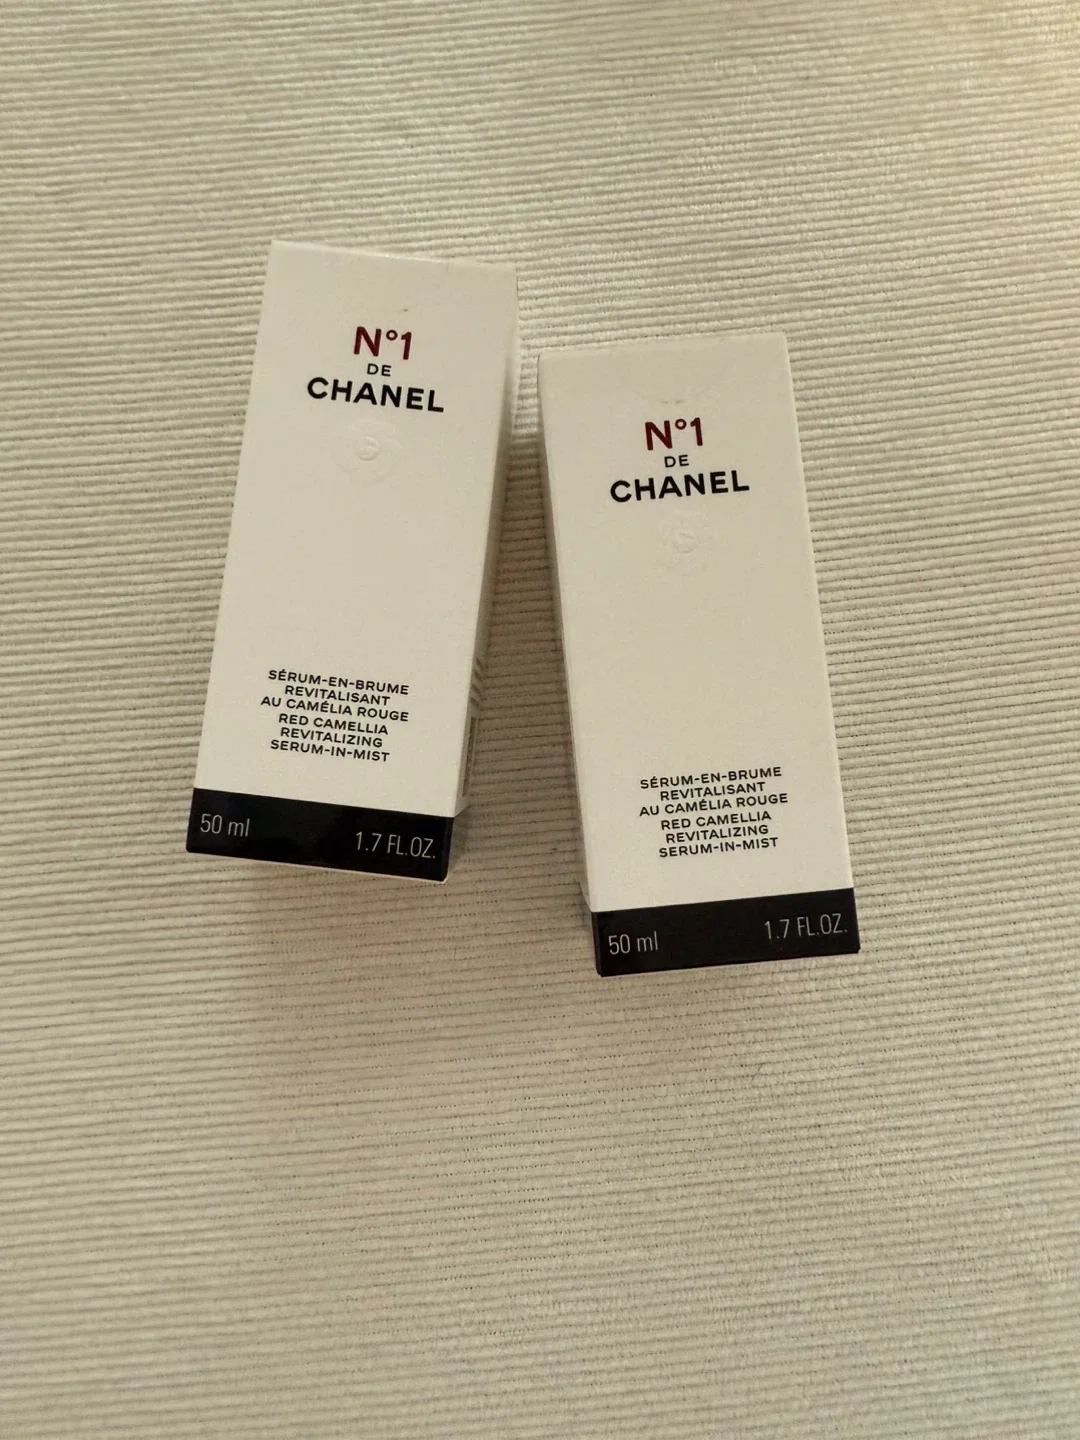 N°1
DE
CHANEL
SÉRUM-EN-BRUME
REVITALISANT
AU CAMÉLIA ROUGE
RED CAMELLIA
REVITALIZING
SERUM-IN-MIST
50 ml 1.7 FL.OZ.
N°1
DE
CHANEL
SÉRUM-EN-BRUME
REVITALISANT
AU CAMÉLIA ROUGE
RED CAMELLIA
REVITALIZING
SERUM-IN-MIST
50 ml 1.7 FL.OZ.